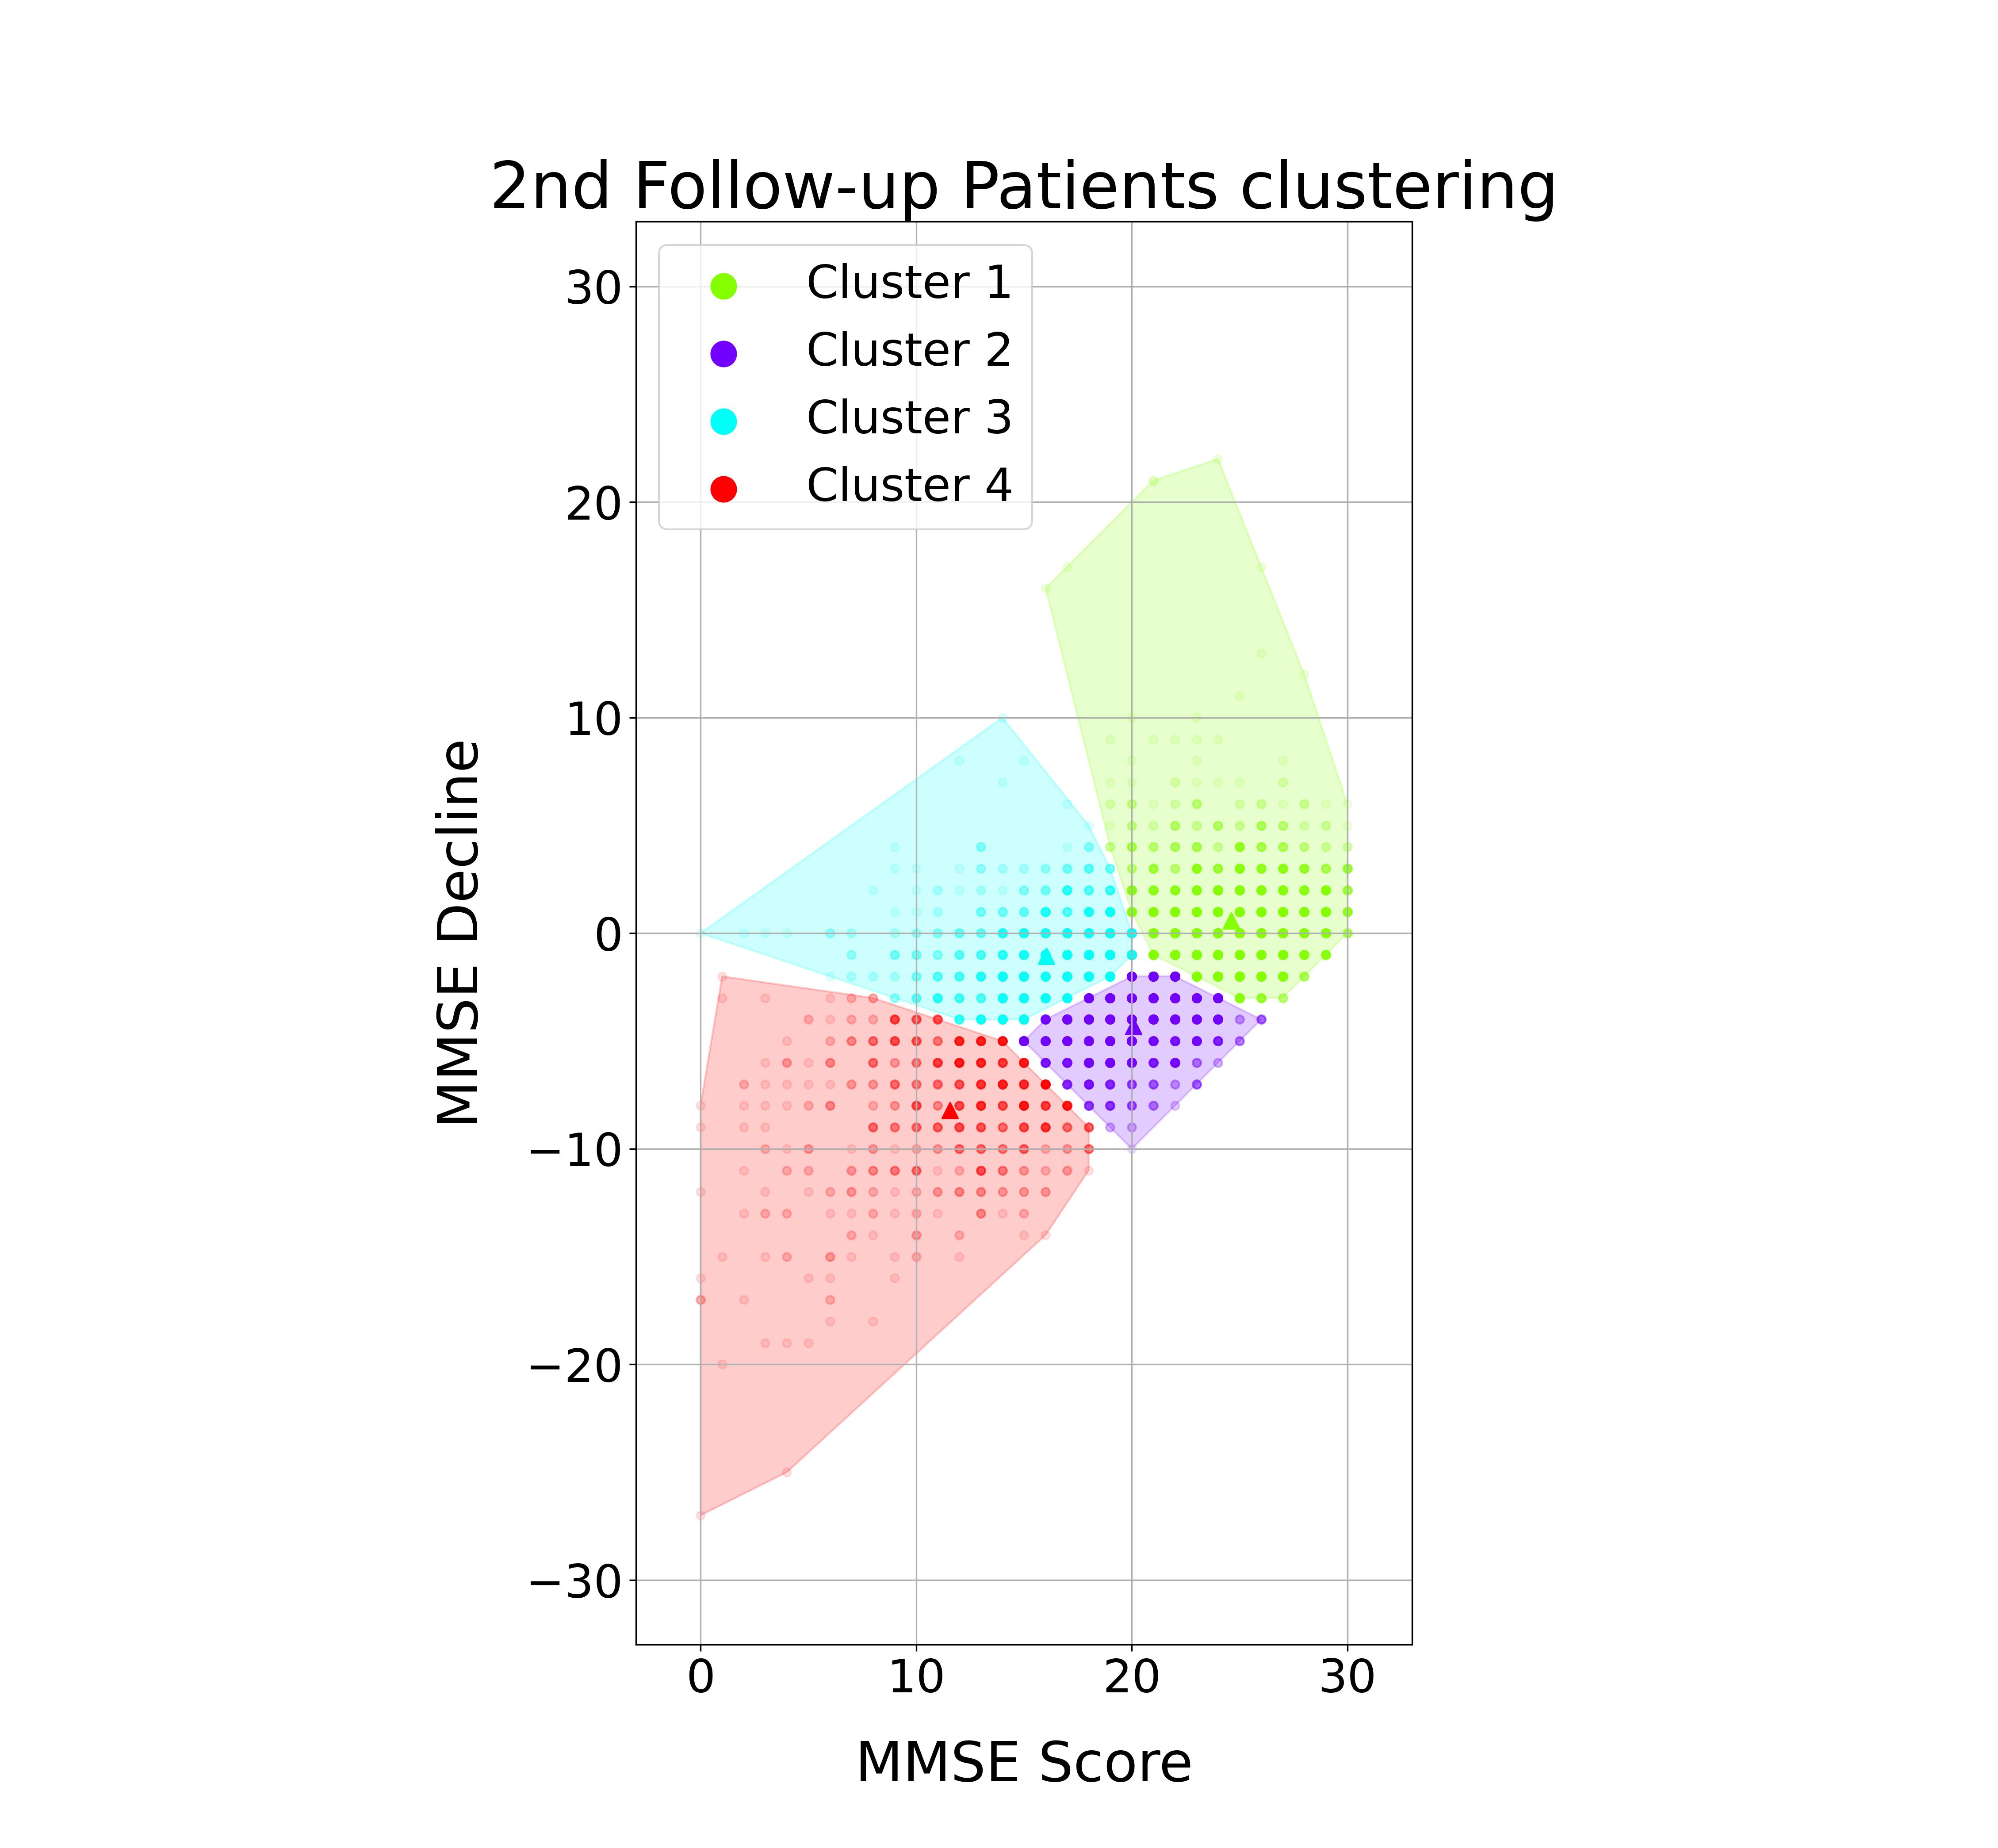 2nd Follow-up Patients clustering
Cluster 1
Cluster 2
Cluster 3
Cluster 4
MMSE Decline
30
20
10
0
−10
−20
−30
0 10 20 30
MMSE Score